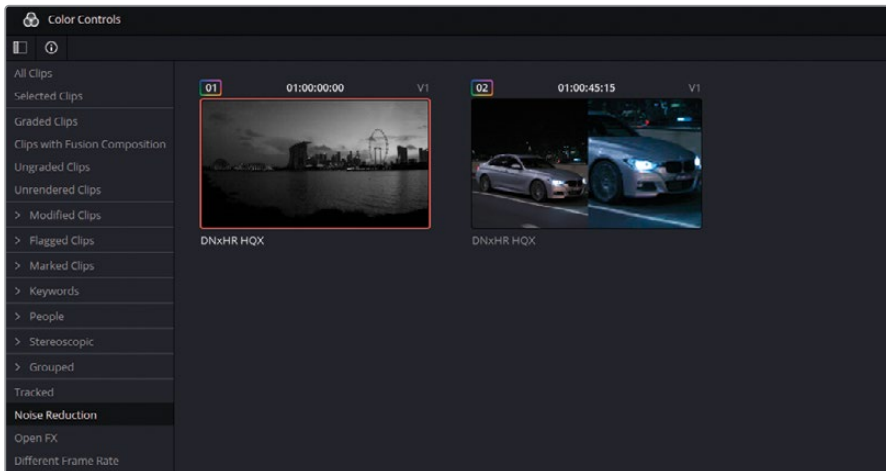 Color Controls
All Clips
Selected Clips
Graded Clips
Clips with Fusion Composition
Ungraded Clips
Unrendered Clips
> Modified Clips
> Flagged Clips
> Marked Clips
> Keywords
> People
> Stereoscopic
> Grouped
Tracked
Noise Reduction
Open FX
Different Frame Rate
01 01:00:00:00 V1
DNxHR HQX
02 01:00:45:15 V1
DNxHR HQX